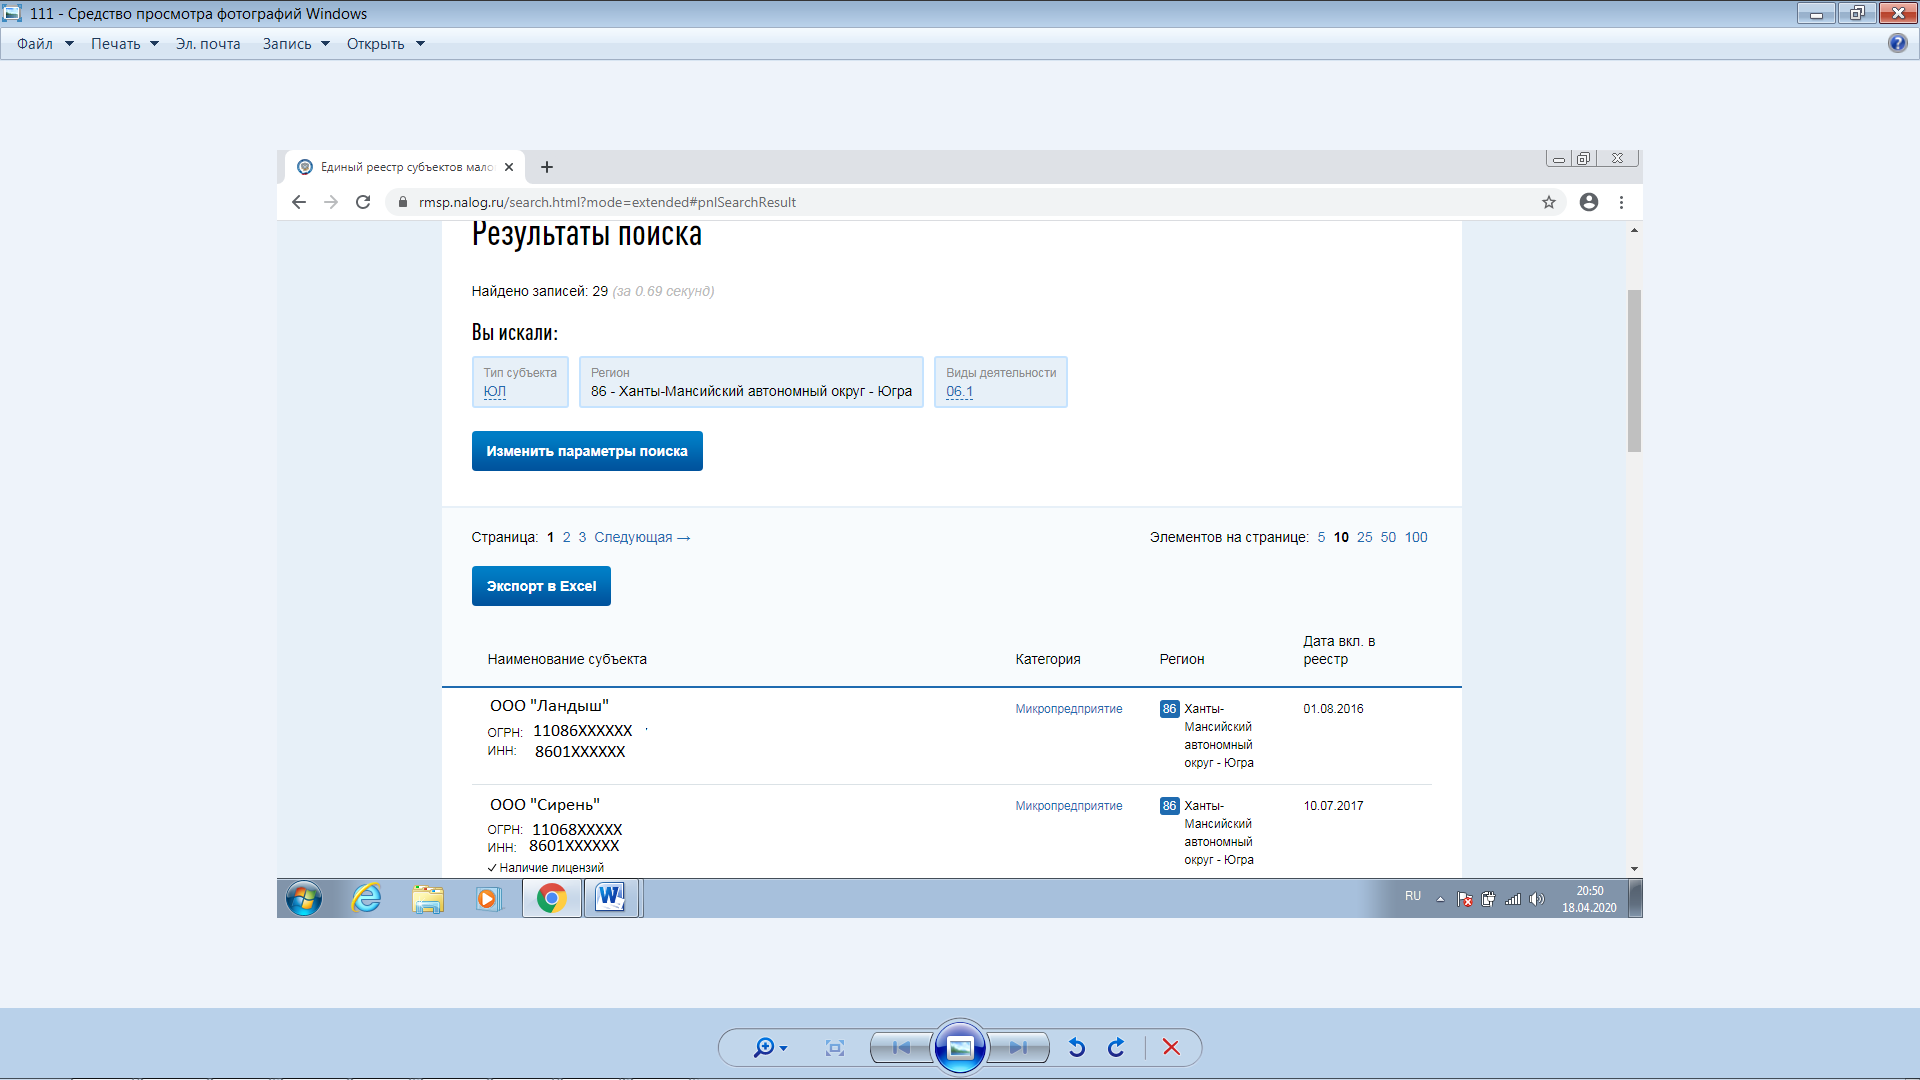 111 - Средство просмотра фотографий Windows
Файл Печать Эл. почта Запись Открыть
Единый реестр субъектов мало
rmsp.nalog.ru/search.html?mode=extended#pnlSearchResult
Результаты поиска
Найдено записей: 29 (за 0.69 секунд)
Вы искали:
Тип субъекта
ЮЛ
Регион
86 - Ханты-Мансийский автономный округ - Югра
Виды деятельности
06.1
Изменить параметры поиска
Страница: 1 2 3 Следующая →
Элементов на странице: 5 10 25 50 100
Экспорт в Excel
Наименование субъекта
Категория
Регион
Дата вкл. в
реестр
ООО "Ландыш"
ОГРН: 11086XXXXXX
ИНН: 8601XXXXXX
Микропредприятие
86 Ханты-
Мансийский
автономный
округ - Югра
01.08.2016
ООО "Сирень"
ОГРН: 11068XXXXX
ИНН: 8601XXXXXX
✓ Наличие лицензий
Микропредприятие
86 Ханты-
Мансийский
автономный
округ - Югра
10.07.2017
RU
20:50
18.04.2020